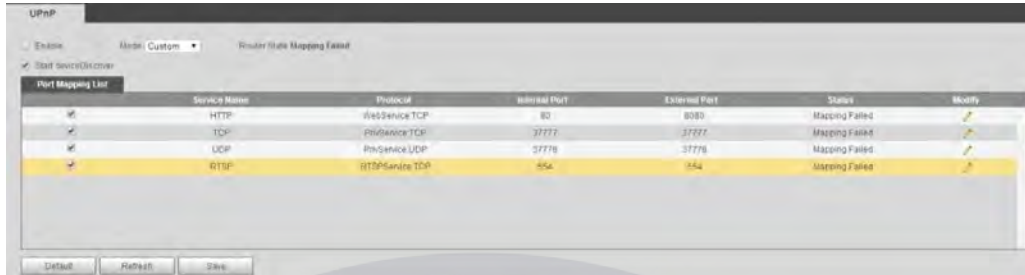 UPnP
Enable Mode Custom Router State Mapping Failed
Start deviceDiscover
Port Mapping List
Service Name Protocol Internal Port External Port Status Modify
HTTP WebService:TCP 80 8080 Mapping Failed
TCP PrivService:TCP 37777 37777 Mapping Failed
UDP PrivService:UDP 37778 37778 Mapping Failed
RTSP RTSPService:TCP 554 554 Mapping Failed
Default Refresh Save